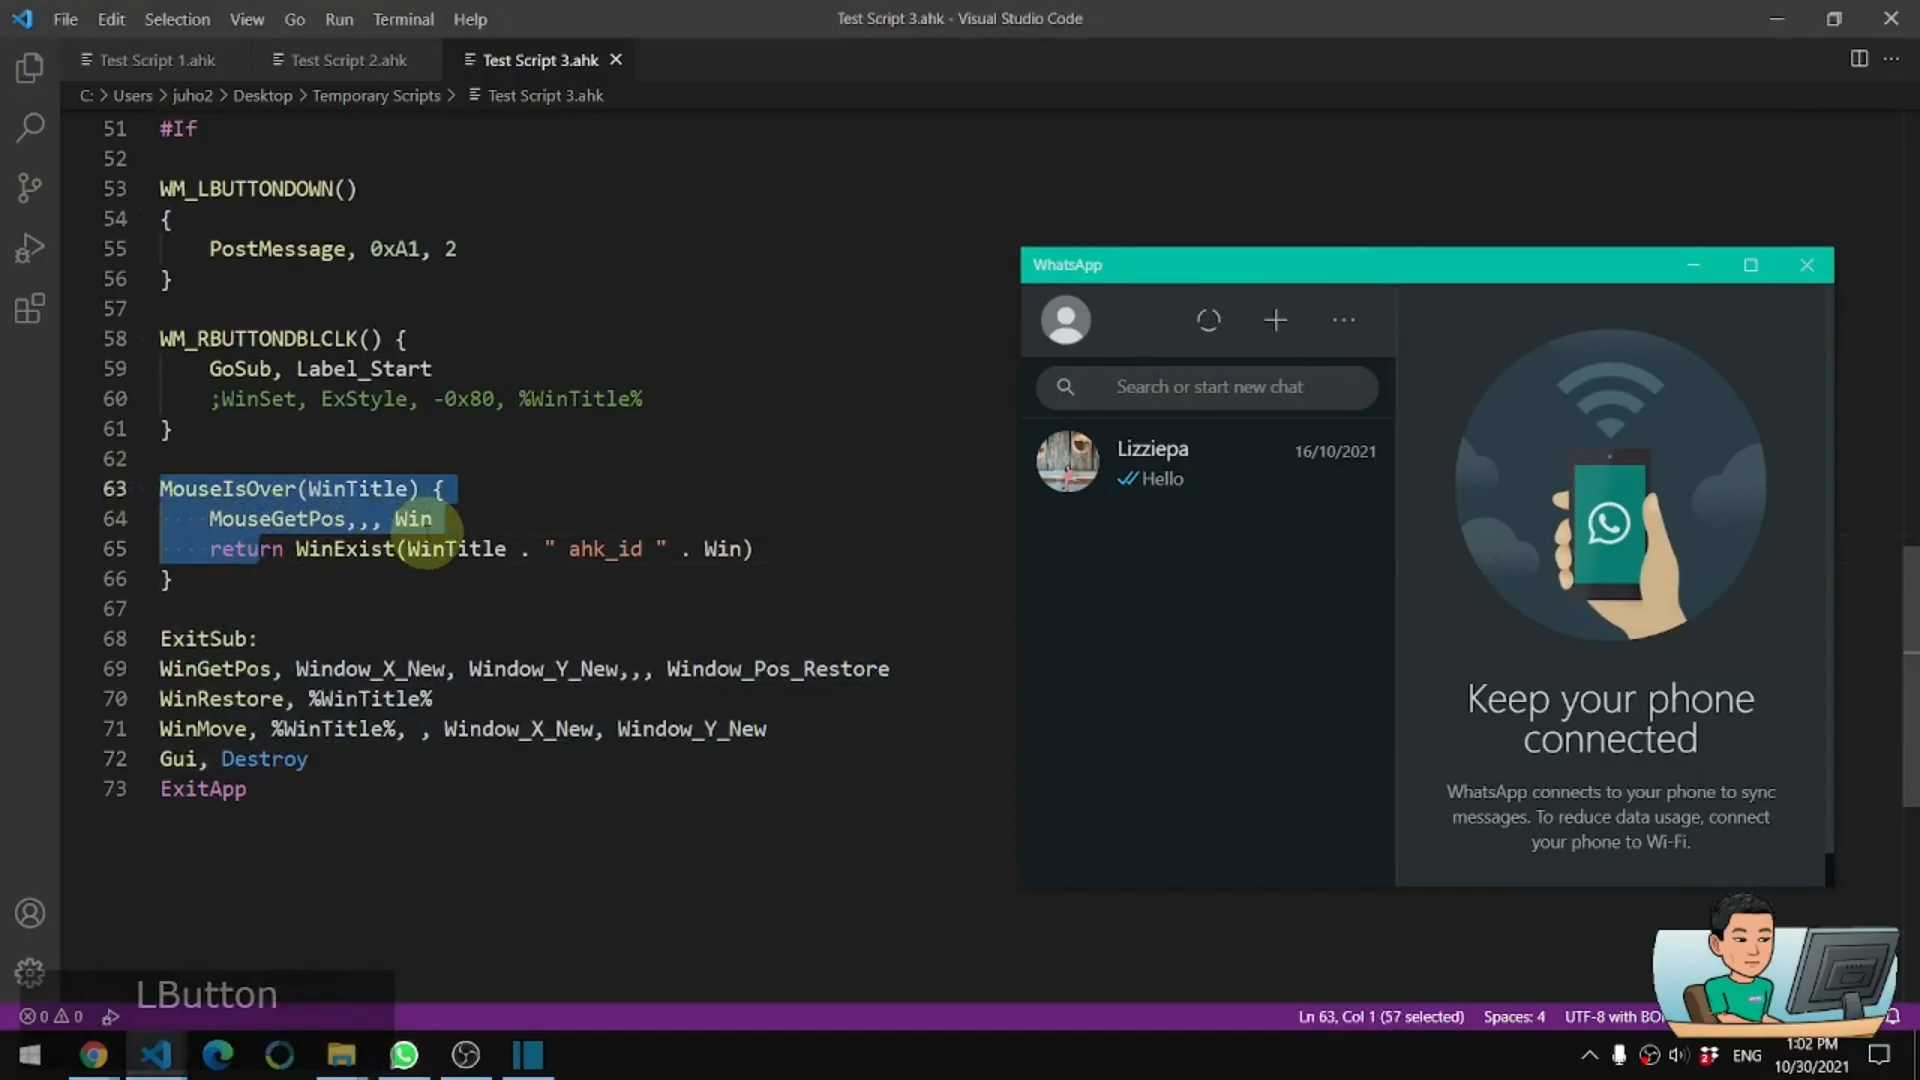 File Edit Selection View Go Run Terminal Help
Test Script 3.ahk - Visual Studio Code
Test Script 1.ahk
Test Script 2.ahk
Test Script 3.ahk
C: > Users > juho2 > Desktop > Temporary Scripts > Test Script 3.ahk
51 #If
52
53 WM_LBUTTONDOWN()
54 {
55 PostMessage, 0xA1, 2
56 }
57
58 WM_RBUTTONDBLCLK() {
59 GoSub, Label_Start
60 ;WinSet, ExStyle, -0x80, %WinTitle%
61 }
62
63 MouseIsOver(WinTitle) {
64 MouseGetPos,,, Win
65 return WinExist(WinTitle . " ahk_id " . Win)
66 }
67
68 ExitSub:
69 WinGetPos, Window_X_New, Window_Y_New,,, Window_Pos_Restore
70 WinRestore, %WinTitle%
71 WinMove, %WinTitle%, , Window_X_New, Window_Y_New
72 Gui, Destroy
73 ExitApp
WhatsApp
Search or start new chat
Lizziepa
16/10/2021
Hello
Keep your phone
connected
WhatsApp connects to your phone to sync
messages. To reduce data usage, connect
your phone to Wi-Fi.
LButton
0 0
Ln 63, Col 1 (57 selected)
Spaces: 4
UTF-8 with BO
ENG
1:02 PM
10/30/2021